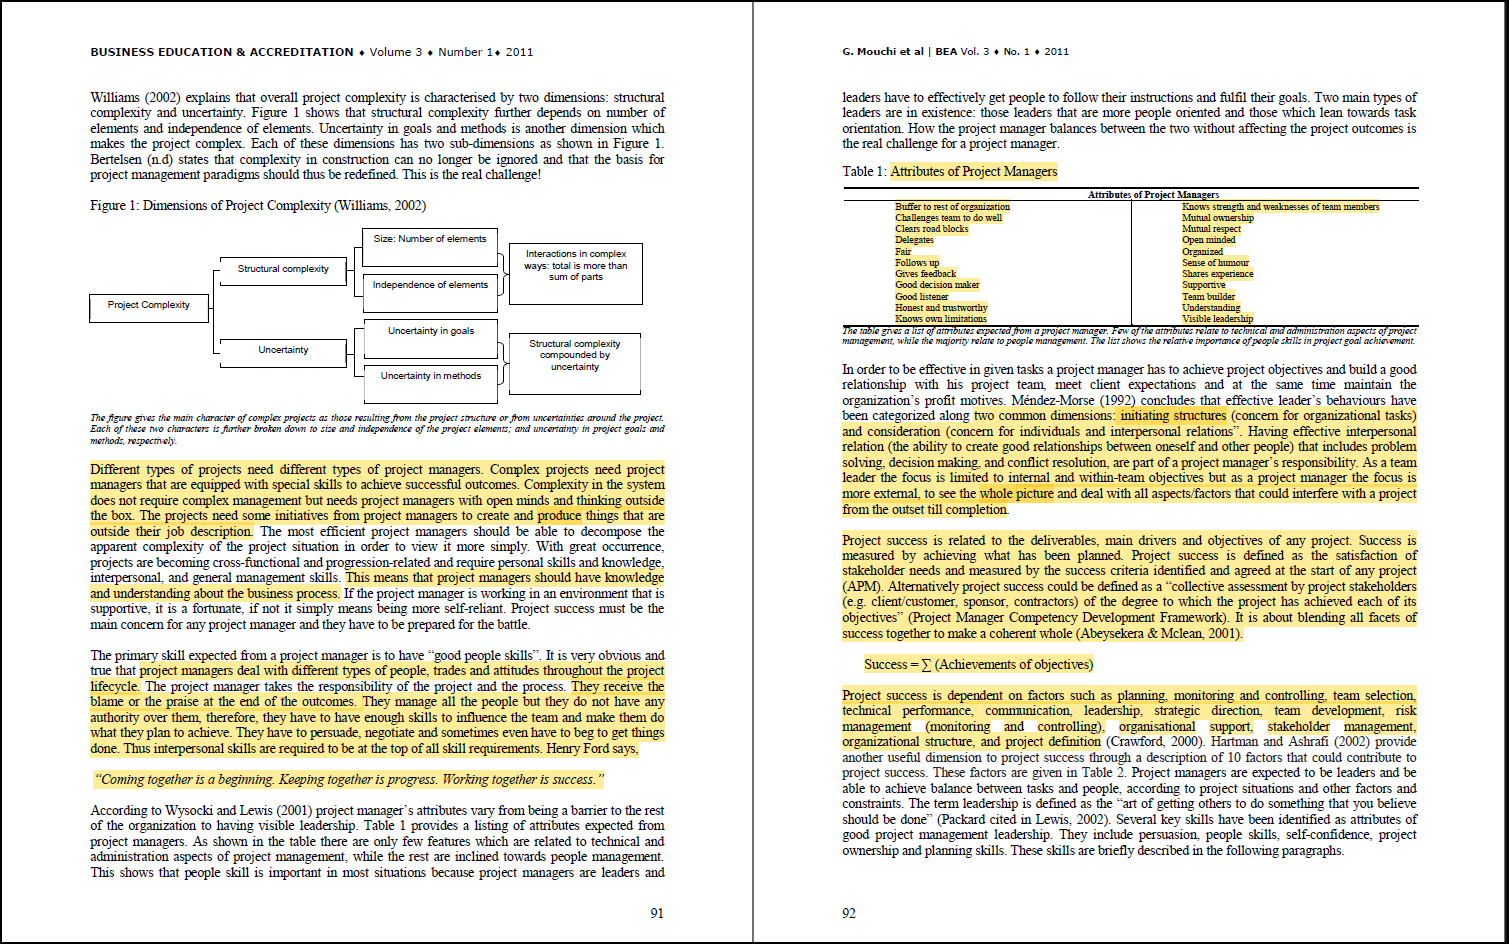 BUSINESS EDUCATION & ACCREDITATION ♦ Volume 3 ♦ Number 1♦ 2011
Williams (2002) explains that overall project complexity is characterised by two dimensions: structural
complexity and uncertainty. Figure 1 shows that structural complexity further depends on number of
elements and independence of elements. Uncertainty in goals and methods is another dimension which
makes the project complex. Each of these dimensions has two sub-dimensions as shown in Figure 1.
Bertelsen (n.d) states that complexity in construction can no longer be ignored and that the basis for
project management paradigms should thus be redefined. This is the real challenge!
Figure 1: Dimensions of Project Complexity (Williams, 2002)
Project Complexity
Structural complexity
Uncertainty
Size: Number of elements
Independence of elements
Uncertainty in goals
Uncertainty in methods
Interactions in complex
ways: total is more than
sum of parts
Structural complexity
compounded by
uncertainty
The figure gives the main character of complex projects as those resulting from the project structure or from uncertainties around the project.
Each of these two characters is further broken down to size and independence of the project elements; and uncertainty in project goals and
methods, respectively.
Different types of projects need different types of project managers. Complex projects need project
managers that are equipped with special skills to achieve successful outcomes. Complexity in the system
does not require complex management but needs project managers with open minds and thinking outside
the box. The projects need some initiatives from project managers to create and produce things that are
outside their job description. The most efficient project managers should be able to decompose the
apparent complexity of the project situation in order to view it more simply. With great occurrence,
projects are becoming cross-functional and progression-related and require personal skills and knowledge,
interpersonal, and general management skills. This means that project managers should have knowledge
and understanding about the business process. If the project manager is working in an environment that is
supportive, it is a fortunate, if not it simply means being more self-reliant. Project success must be the
main concern for any project manager and they have to be prepared for the battle.
The primary skill expected from a project manager is to have “good people skills”. It is very obvious and
true that project managers deal with different types of people, trades and attitudes throughout the project
lifecycle. The project manager takes the responsibility of the project and the process. They receive the
blame or the praise at the end of the outcomes. They manage all the people but they do not have any
authority over them, therefore, they have to have enough skills to influence the team and make them do
what they plan to achieve. They have to persuade, negotiate and sometimes even have to beg to get things
done. Thus interpersonal skills are required to be at the top of all skill requirements. Henry Ford says,
“Coming together is a beginning. Keeping together is progress. Working together is success.”
According to Wysocki and Lewis (2001) project manager’s attributes vary from being a barrier to the rest
of the organization to having visible leadership. Table 1 provides a listing of attributes expected from
project managers. As shown in the table there are only few features which are related to technical and
administration aspects of project management, while the rest are inclined towards people management.
This shows that people skill is important in most situations because project managers are leaders and
91
G. Mouchi et al | BEA Vol. 3 ♦ No. 1 ♦ 2011
leaders have to effectively get people to follow their instructions and fulfil their goals. Two main types of
leaders are in existence: those leaders that are more people oriented and those which lean towards task
orientation. How the project manager balances between the two without affecting the project outcomes is
the real challenge for a project manager.
Table 1: Attributes of Project Managers
Attributes of Project Managers
Buffer to rest of organization
Challenges team to do well
Clears road blocks
Delegates
Fair
Follows up
Gives feedback
Good decision maker
Good listener
Honest and trustworthy
Knows own limitations
Knows strength and weaknesses of team members
Mutual ownership
Mutual respect
Open minded
Organized
Sense of humour
Shares experience
Supportive
Team builder
Understanding
Visible leadership
The table gives a list of attributes expected from a project manager. Few of the attributes relate to technical and administration aspects of project
management, while the majority relate to people management. The list shows the relative importance of people skills in project goal achievement.
In order to be effective in given tasks a project manager has to achieve project objectives and build a good
relationship with his project team, meet client expectations and at the same time maintain the
organization’s profit motives. Méndez-Morse (1992) concludes that effective leader’s behaviours have
been categorized along two common dimensions: initiating structures (concern for organizational tasks)
and consideration (concern for individuals and interpersonal relations”. Having effective interpersonal
relation (the ability to create good relationships between oneself and other people) that includes problem
solving, decision making, and conflict resolution, are part of a project manager’s responsibility. As a team
leader the focus is limited to internal and within-team objectives but as a project manager the focus is
more external, to see the whole picture and deal with all aspects/factors that could interfere with a project
from the outset till completion.
Project success is related to the deliverables, main drivers and objectives of any project. Success is
measured by achieving what has been planned. Project success is defined as the satisfaction of
stakeholder needs and measured by the success criteria identified and agreed at the start of any project
(APM). Alternatively project success could be defined as a “collective assessment by project stakeholders
(e.g. client/customer, sponsor, contractors) of the degree to which the project has achieved each of its
objectives” (Project Manager Competency Development Framework). It is about blending all facets of
success together to make a coherent whole (Abeysekera & Mclean, 2001).
Success = ∑ (Achievements of objectives)
Project success is dependent on factors such as planning, monitoring and controlling, team selection,
technical performance, communication, leadership, strategic direction, team development, risk
management (monitoring and controlling), organisational support, stakeholder management,
organizational structure, and project definition (Crawford, 2000). Hartman and Ashrafi (2002) provide
another useful dimension to project success through a description of 10 factors that could contribute to
project success. These factors are given in Table 2. Project managers are expected to be leaders and be
able to achieve balance between tasks and people, according to project situations and other factors and
constraints. The term leadership is defined as the “art of getting others to do something that you believe
should be done” (Packard cited in Lewis, 2002). Several key skills have been identified as attributes of
good project management leadership. They include persuasion, people skills, self-confidence, project
ownership and planning skills. These skills are briefly described in the following paragraphs.
92